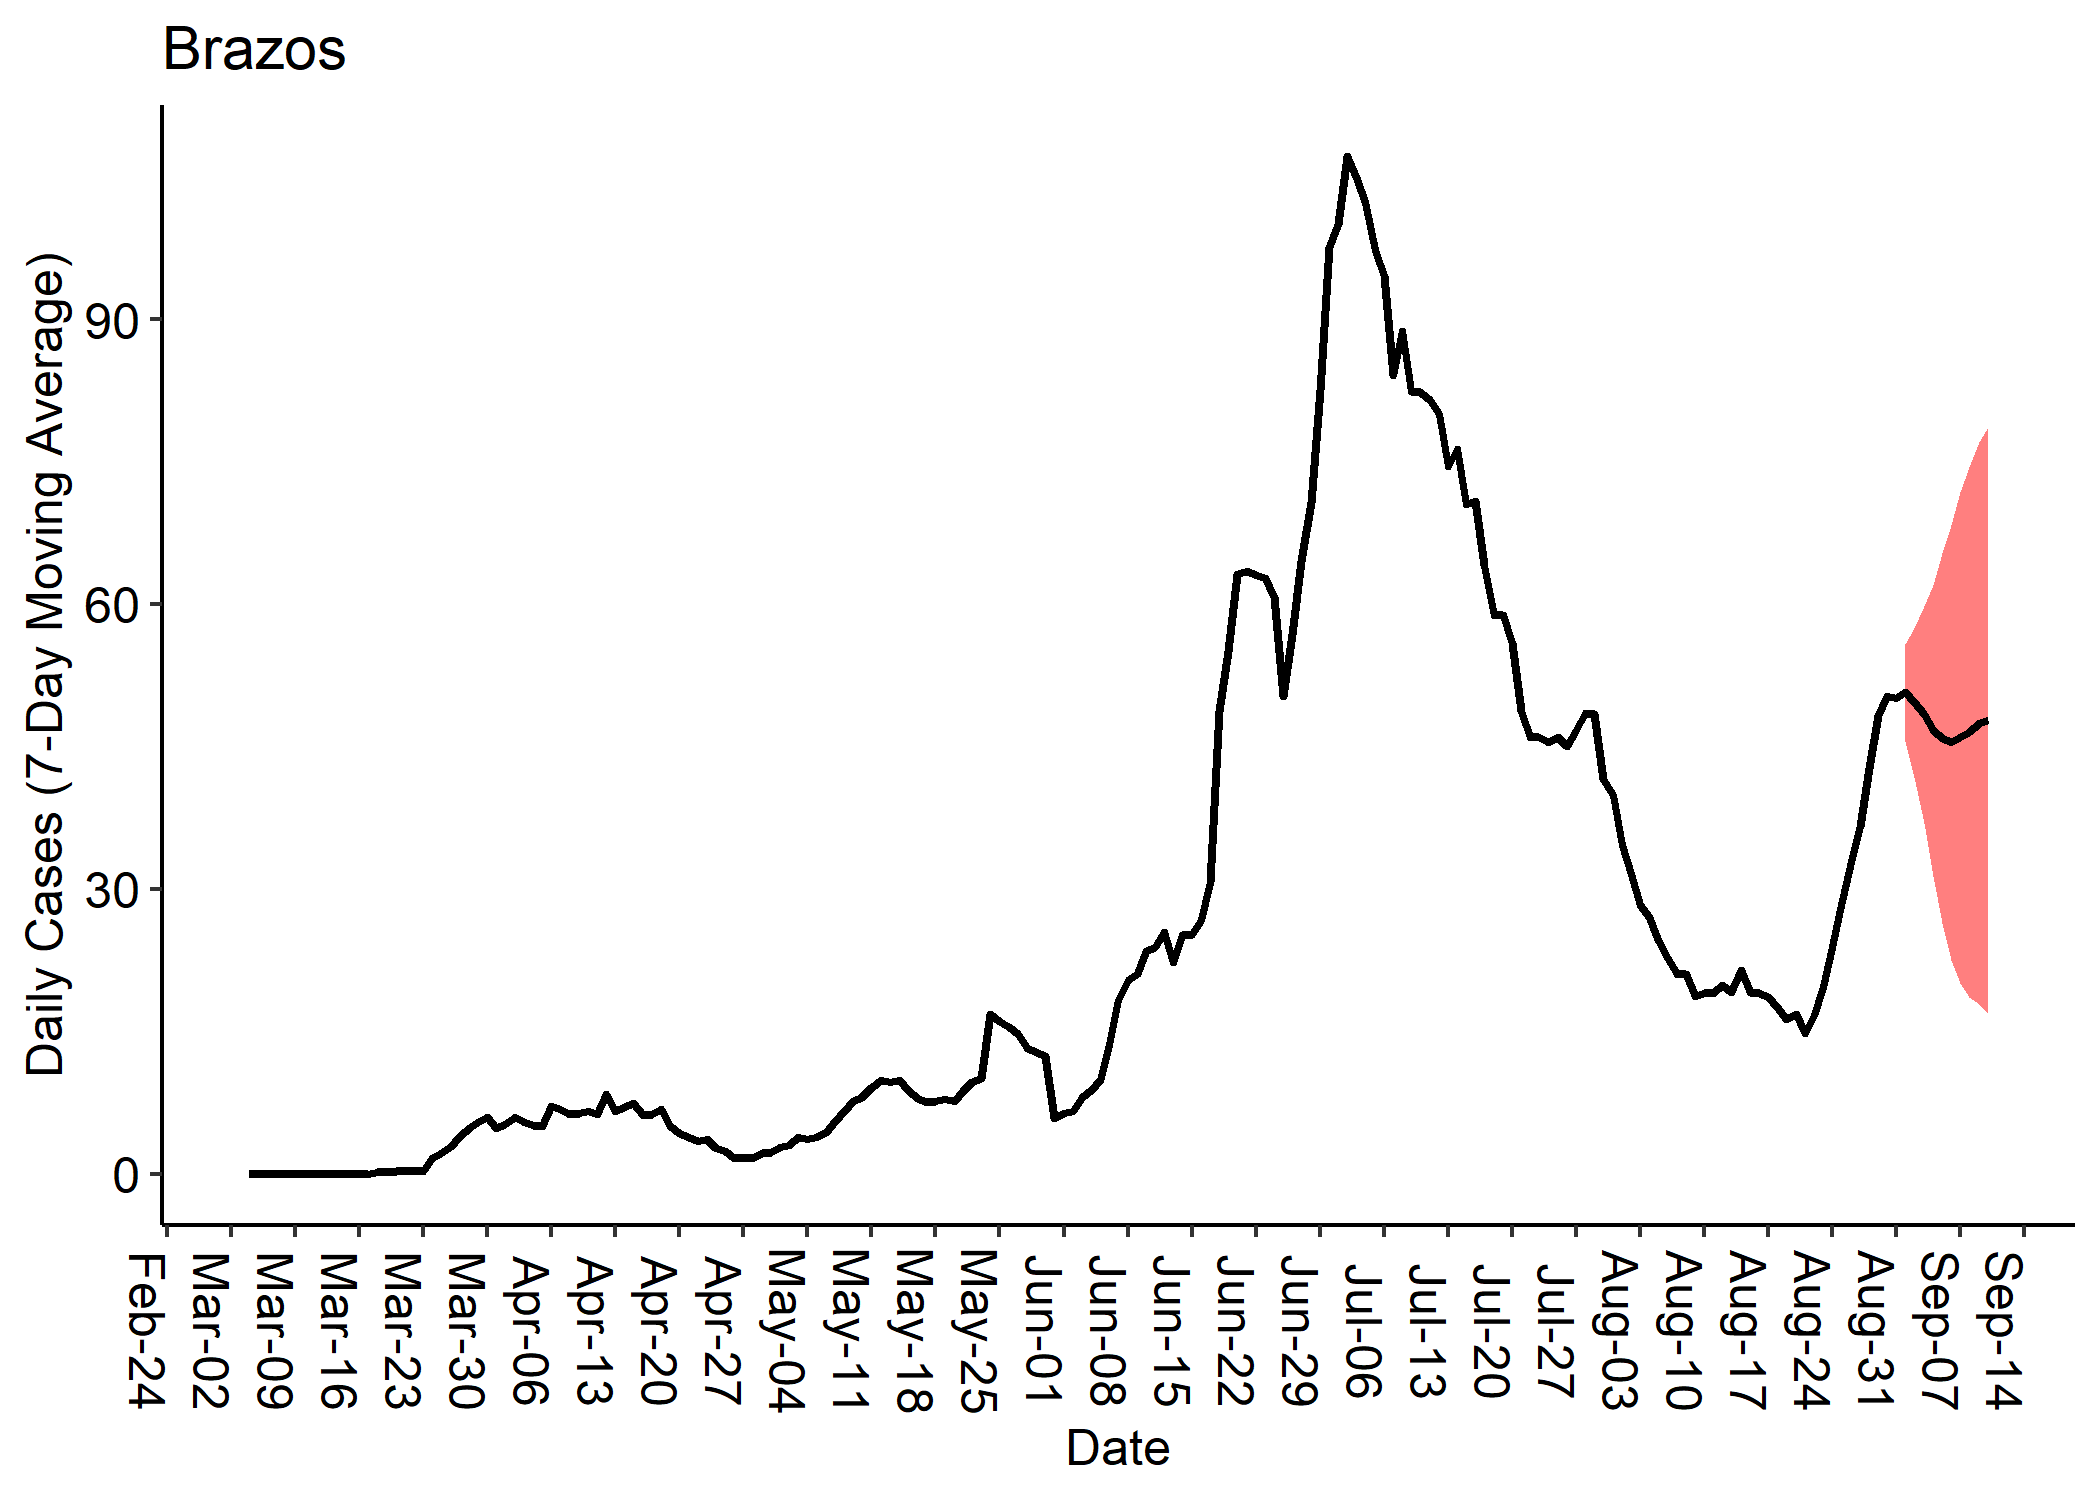 Brazos
Daily Cases (7-Day Moving Average)
90
60
30
0
Feb-24
Mar-02
Mar-09
Mar-16
Mar-23
Mar-30
Apr-06
Apr-13
Apr-20
Apr-27
May-04
May-11
May-18
May-25
Jun-01
Jun-08
Jun-15
Jun-22
Jun-29
Jul-06
Jul-13
Jul-20
Jul-27
Aug-03
Aug-10
Aug-17
Aug-24
Aug-31
Sep-07
Sep-14
Date